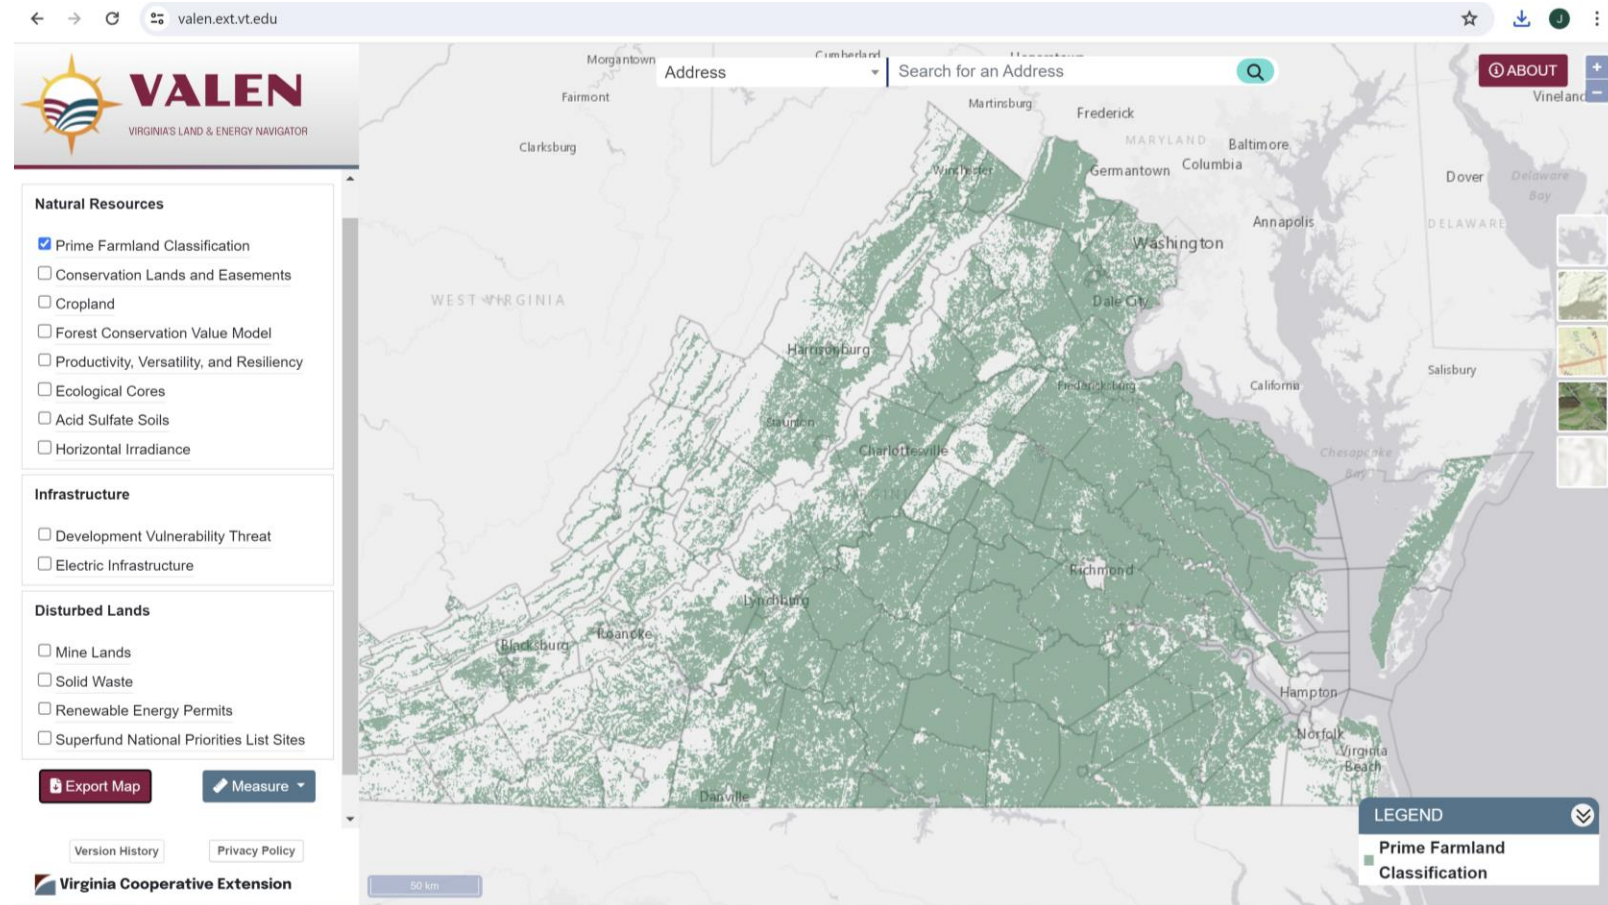 valen.ext.vt.edu
J
VALEN
VIRGINIA'S LAND & ENERGY NAVIGATOR
Natural Resources
Prime Farmland Classification
Conservation Lands and Easements
Cropland
Forest Conservation Value Model
Productivity, Versatility, and Resiliency
Ecological Cores
Acid Sulfate Soils
Horizontal Irradiance
Infrastructure
Development Vulnerability Threat
Electric Infrastructure
Disturbed Lands
Mine Lands
Solid Waste
Renewable Energy Permits
Superfund National Priorities List Sites
Export Map
Measure
Version History
Privacy Policy
Virginia Cooperative Extension
Address
Search for an Address
ABOUT
+
−
Morgantown
Cumberland
Fairmont
Martinsburg
Frederick
Vineland
Clarksburg
MARYLAND
Baltimore
Winchester
Germantown
Columbia
Dover
Delaware
Bay
Annapolis
DELAWARE
Washington
WEST VIRGINIA
Dale City
Harrisonburg
Salisbury
Fredericksburg
California
Staunton
Charlottesville
Chesapeake
Bay
VIRGINIA
Richmond
Lynchburg
Roanoke
Blacksburg
Hampton
Norfolk
Virginia
Beach
Danville
50 km
LEGEND
Prime Farmland
Classification